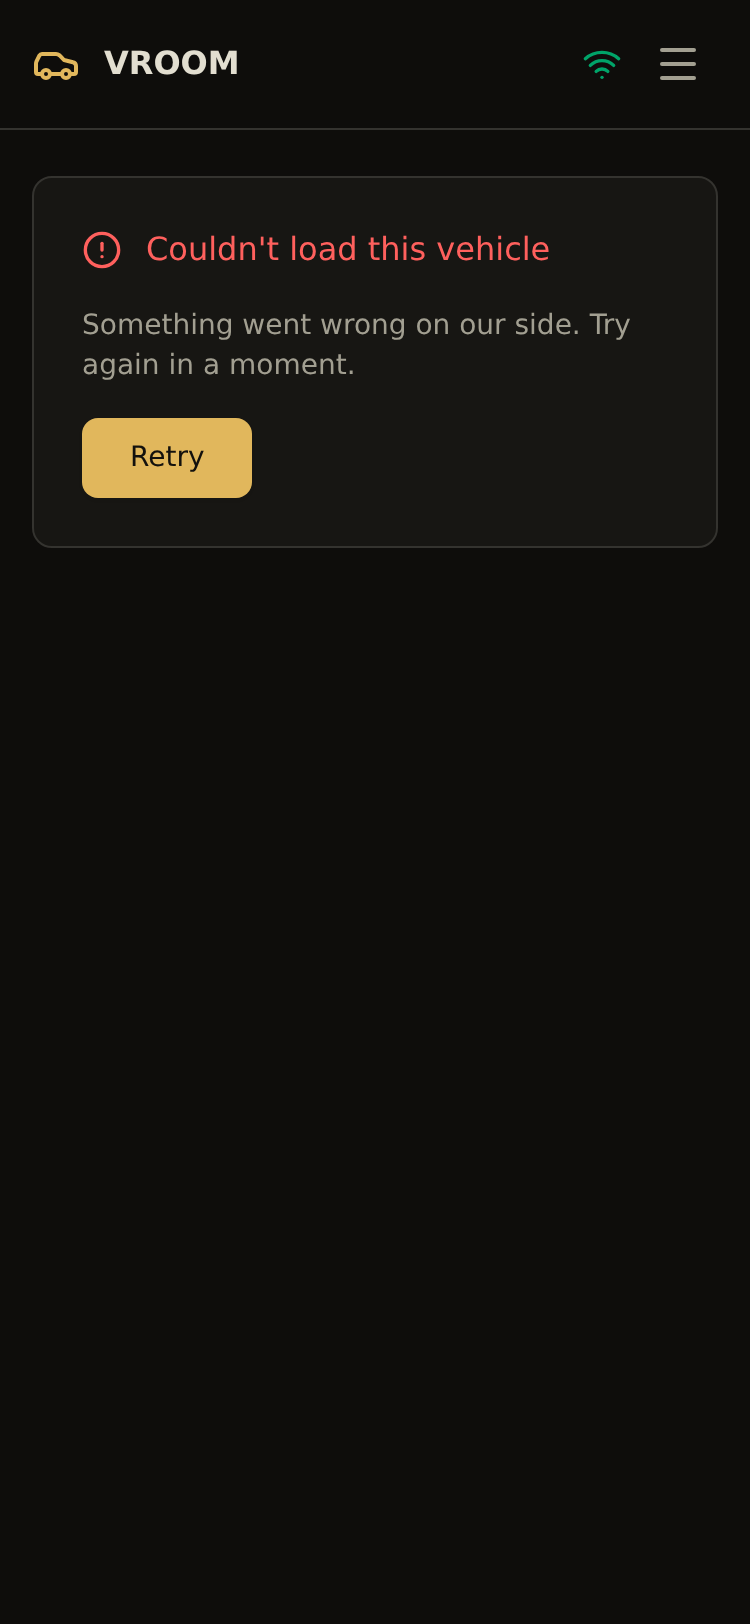 VROOM
Couldn't load this vehicle
Something went wrong on our side. Try
again in a moment.
Retry